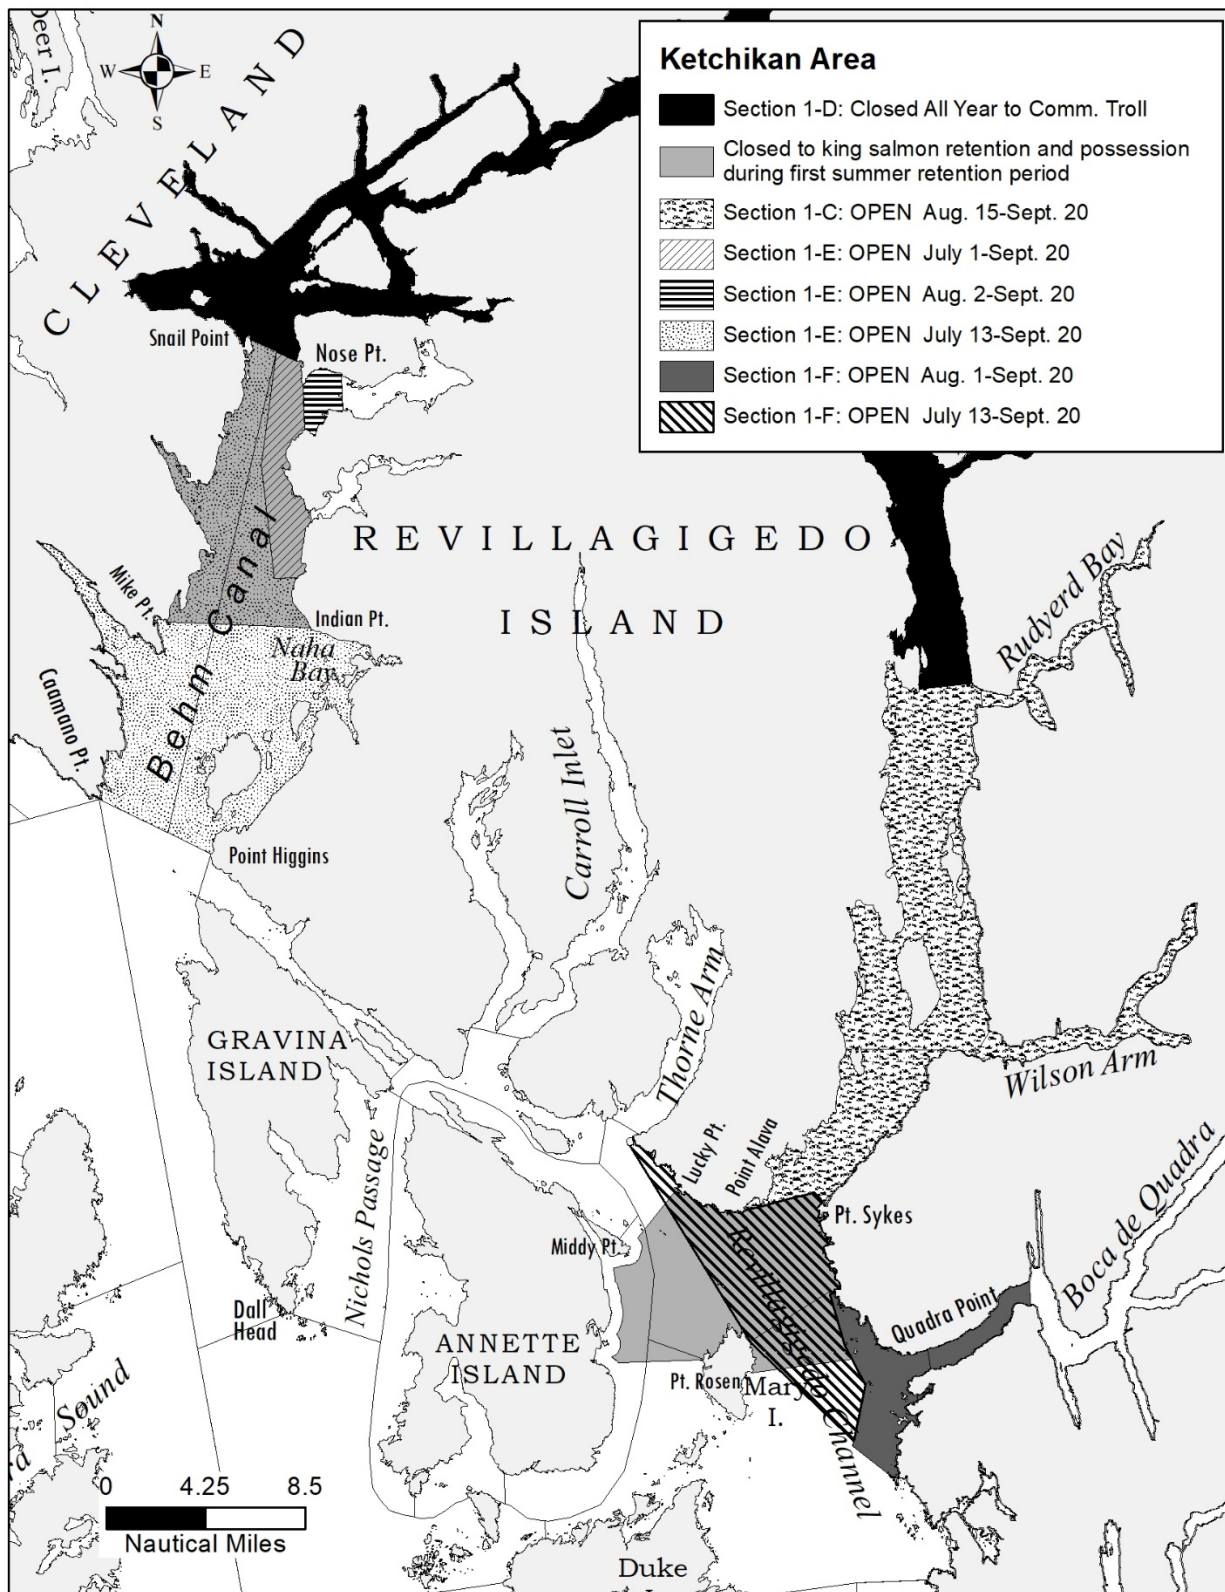 Deer I.
N
W E
S
CLEVELAND
Ketchikan Area
Section 1-D: Closed All Year to Comm. Troll
Closed to king salmon retention and possession
during first summer retention period
Section 1-C: OPEN Aug. 15-Sept. 20
Section 1-E: OPEN July 1-Sept. 20
Section 1-E: OPEN Aug. 2-Sept. 20
Section 1-E: OPEN July 13-Sept. 20
Section 1-F: OPEN Aug. 1-Sept. 20
Section 1-F: OPEN July 13-Sept. 20
Snail Point
Nose Pt.
REVILLAGIGEDO
ISLAND
Rudyerd Bay
Mike Pt.
Indian Pt.
Naha
Bay
Behm Canal
Caamano Pt.
Carroll Inlet
Point Higgins
Thorne Arm
GRAVINA
ISLAND
Wilson Arm
Lucky Pt.
Point Alava
Pt. Sykes
Boca de Quadra
Nichols Passage
Middy Pt.
Revillagigedo Channel
Quadra Point
Dall
Head
ANNETTE
ISLAND
Pt. Rosen
Mary
I.
Sound
0 4.25 8.5
Nautical Miles
Duke